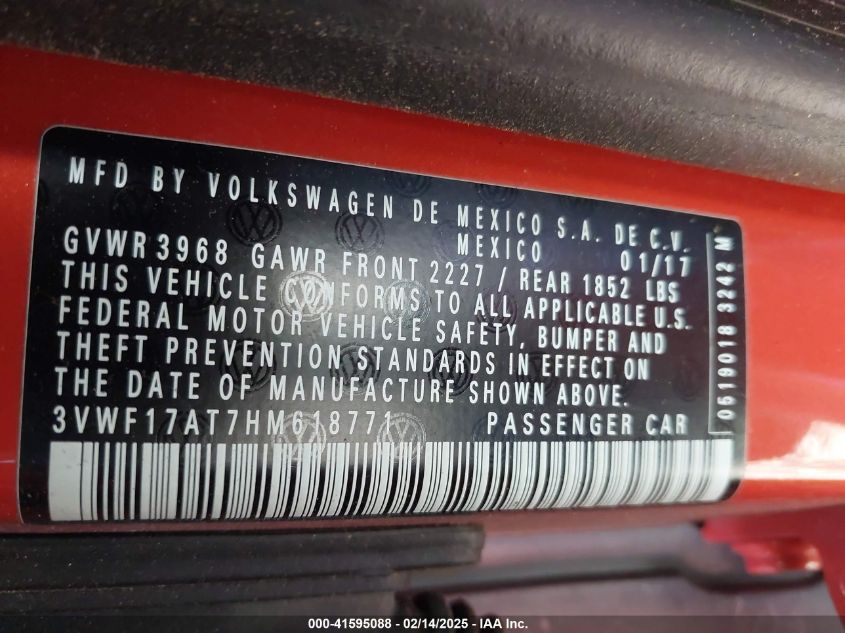 MFD BY VOLKSWAGEN DE MEXICO S.A. DE C.V.
MEXICO 01/17
GVWR 3968 GAWR FRONT 2227 / REAR 1852 LBS
THIS VEHICLE CONFORMS TO ALL APPLICABLE U.S.
FEDERAL MOTOR VEHICLE SAFETY, BUMPER AND
THEFT PREVENTION STANDARDS IN EFFECT ON
THE DATE OF MANUFACTURE SHOWN ABOVE.
3VWF17AT7HM618771 PASSENGER CAR
0519018 3242 M
000-41595088 - 02/14/2025 - IAA Inc.